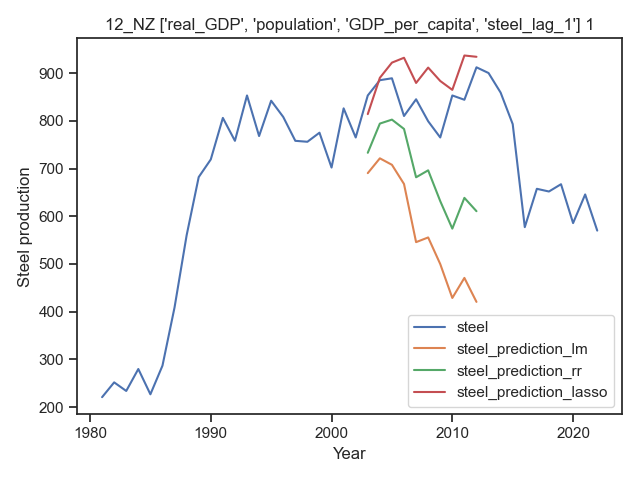 12_NZ ['real_GDP', 'population', 'GDP_per_capita', 'steel_lag_1'] 1
Steel production
900
800
700
600
500
400
300
200
1980
1990
2000
2010
2020
Year
steel
steel_prediction_lm
steel_prediction_rr
steel_prediction_lasso